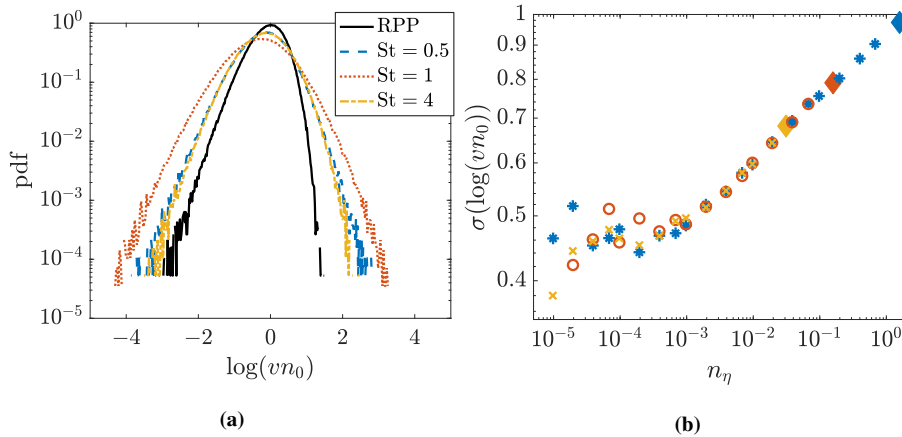 10^0
10^{-1}
10^{-2}
10^{-3}
10^{-4}
10^{-5}
pdf
RPP
St = 0.5
St = 1
St = 4
−4 −2 0 2 4
log(vn_0)
(a)
1
0.9
0.8
0.7
0.6
0.5
0.4
σ(log(vn_0))
10^{-5} 10^{-4} 10^{-3} 10^{-2} 10^{-1} 10^0
n_η
(b)